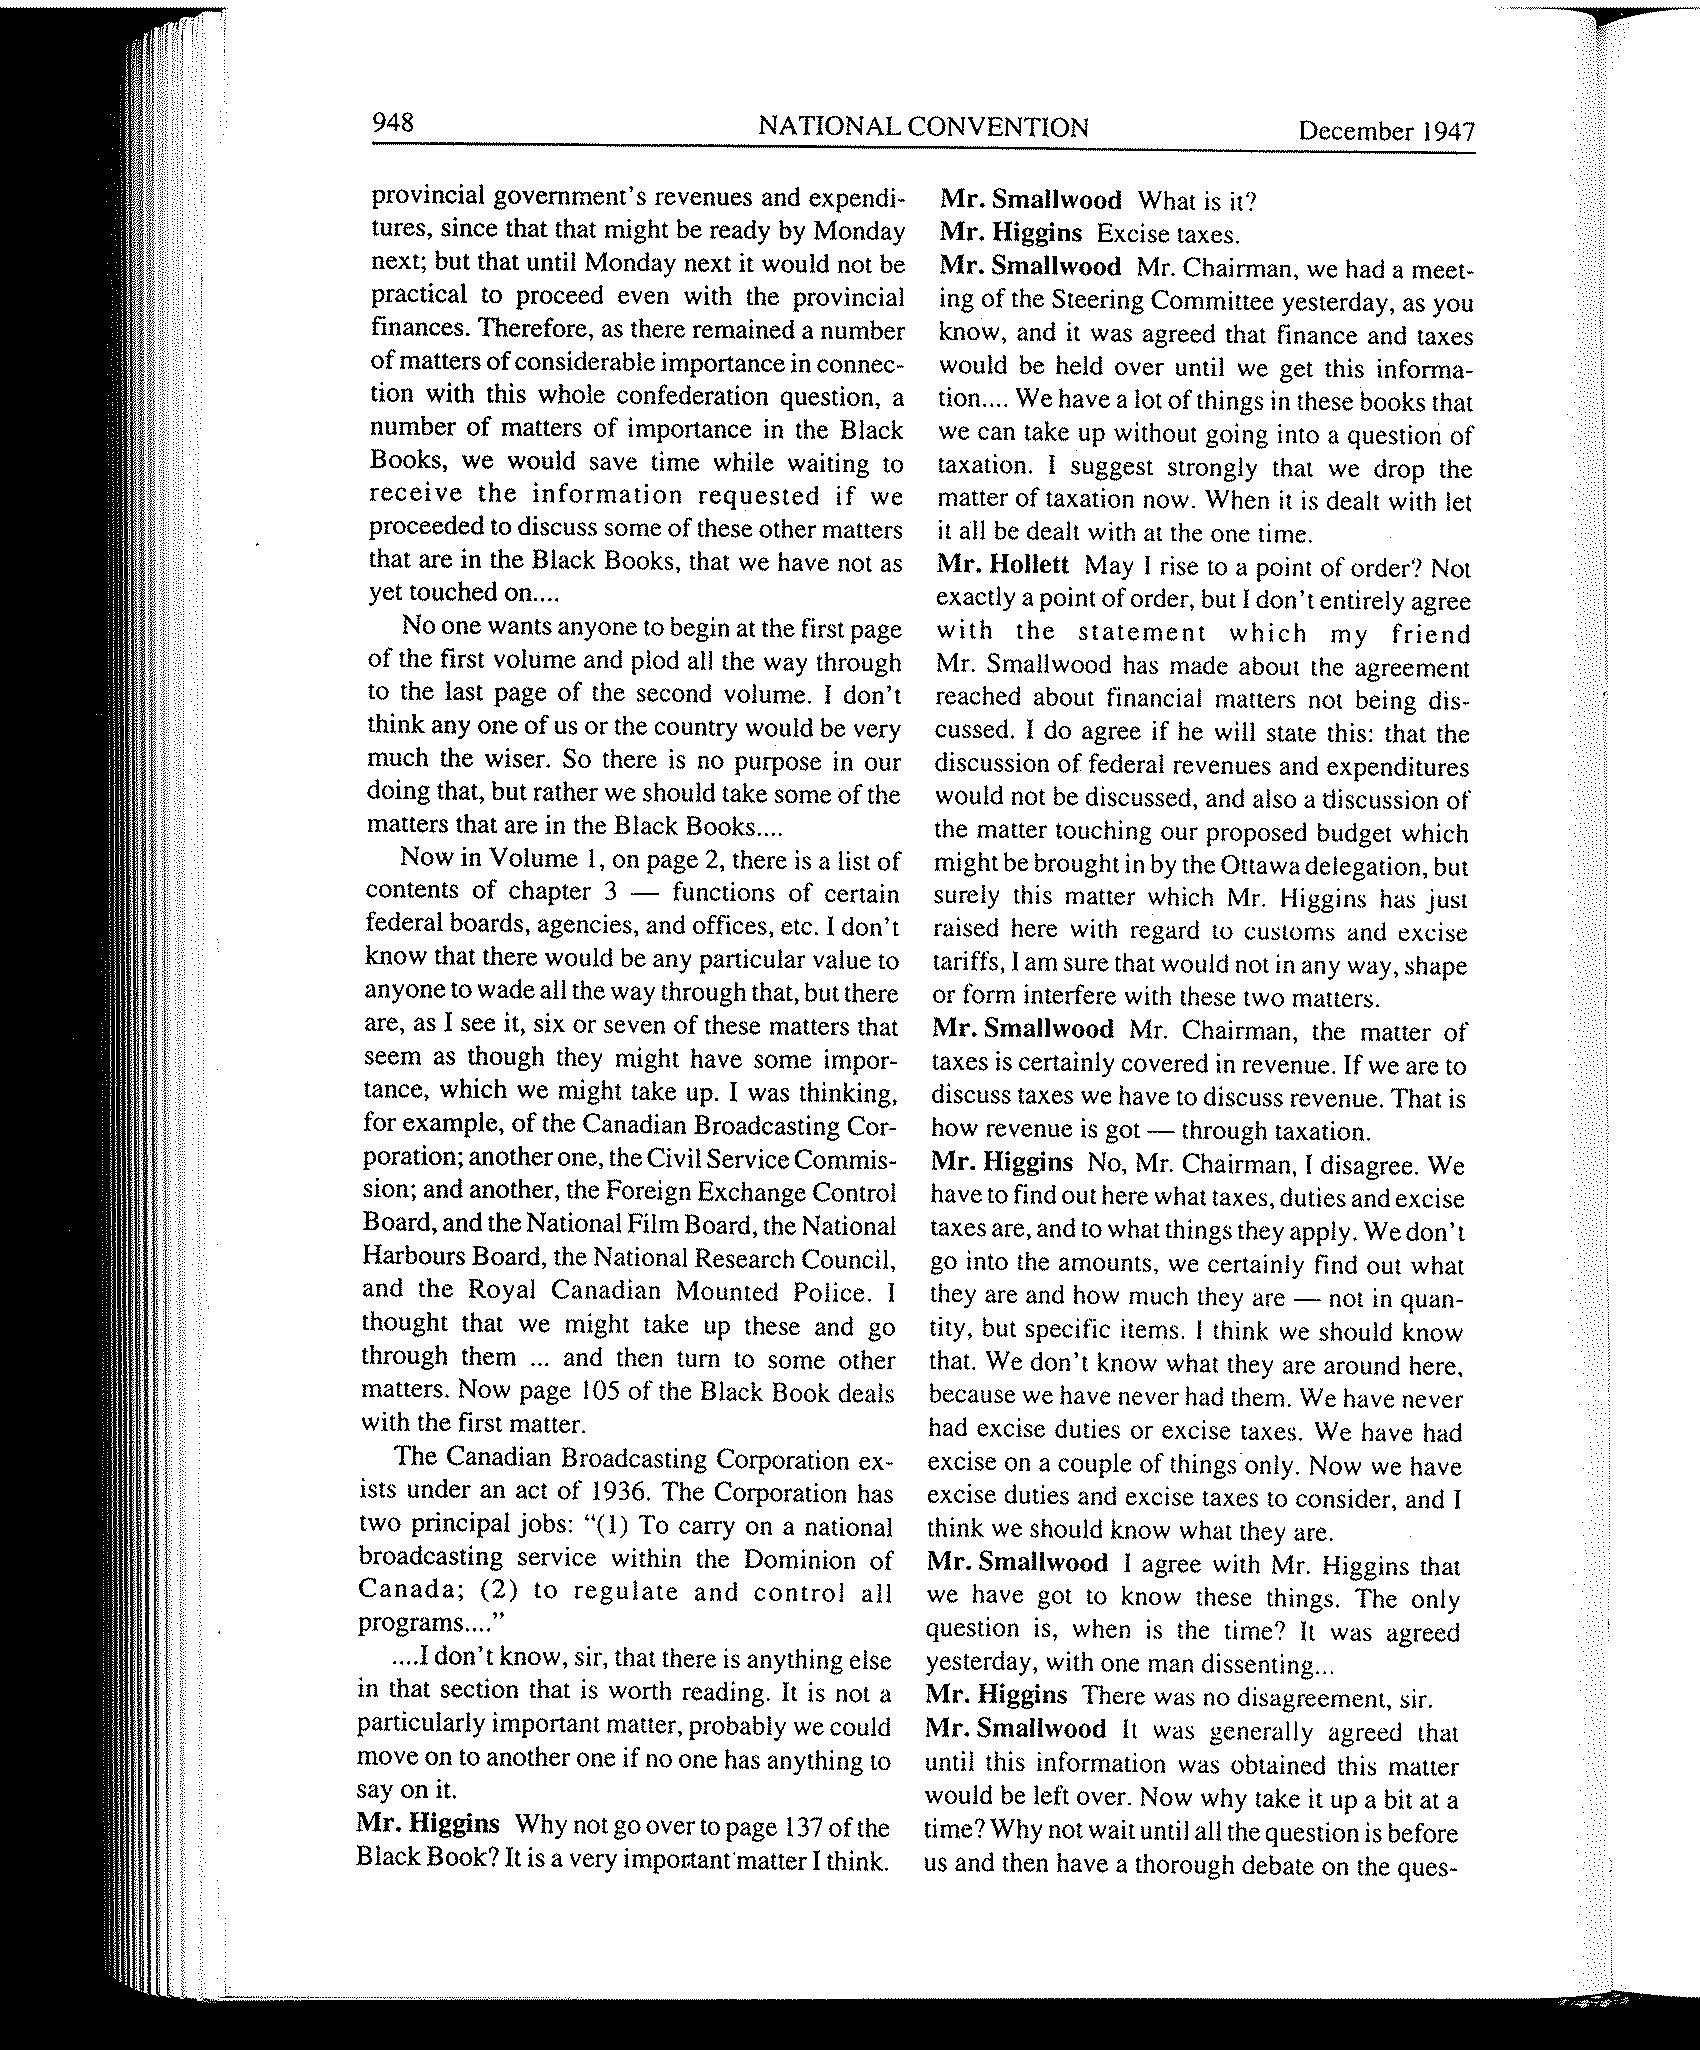 948
NATIONAL CONVENTION
December 1947
provincial government's revenues and expendi-
tures, since that that might be ready by Monday
next; but that until Monday next it would not be
practical to proceed even with the provincial
finances. Therefore, as there remained a number
of matters of considerable importance in connec-
tion with this whole confederation question, a
number of matters of importance in the Black
Books, we would save time while waiting to
receive the information requested if we
proceeded to discuss some of these other matters
that are in the Black Books, that we have not as
yet touched on....
No one wants anyone to begin at the first page
of the first volume and plod all the way through
to the last page of the second volume. I don't
think any one of us or the country would be very
much the wiser. So there is no purpose in our
doing that, but rather we should take some of the
matters that are in the Black Books....
Now in Volume 1, on page 2, there is a list of
contents of chapter 3 — functions of certain
federal boards, agencies, and offices, etc. I don't
know that there would be any particular value to
anyone to wade all the way through that, but there
are, as I see it, six or seven of these matters that
seem as though they might have some impor-
tance, which we might take up. I was thinking,
for example, of the Canadian Broadcasting Cor-
poration; another one, the Civil Service Commis-
sion; and another, the Foreign Exchange Control
Board, and the National Film Board, the National
Harbours Board, the National Research Council,
and the Royal Canadian Mounted Police. I
thought that we might take up these and go
through them ... and then turn to some other
matters. Now page 105 of the Black Book deals
with the first matter.
The Canadian Broadcasting Corporation ex-
ists under an act of 1936. The Corporation has
two principal jobs: "(1) To carry on a national
broadcasting service within the Dominion of
Canada; (2) to regulate and control all
programs...."
....I don't know, sir, that there is anything else
in that section that is worth reading. It is not a
particularly important matter, probably we could
move on to another one if no one has anything to
say on it.
Mr. Higgins Why not go over to page 137 of the
Black Book? It is a very important matter I think.
Mr. Smallwood What is it?
Mr. Higgins Excise taxes.
Mr. Smallwood Mr. Chairman, we had a meet-
ing of the Steering Committee yesterday, as you
know, and it was agreed that finance and taxes
would be held over until we get this informa-
tion.... We have a lot of things in these books that
we can take up without going into a question of
taxation. I suggest strongly that we drop the
matter of taxation now. When it is dealt with let
it all be dealt with at the one time.
Mr. Hollett May I rise to a point of order? Not
exactly a point of order, but I don't entirely agree
with the statement which my friend
Mr. Smallwood has made about the agreement
reached about financial matters not being dis-
cussed. I do agree if he will state this: that the
discussion of federal revenues and expenditures
would not be discussed, and also a discussion of
the matter touching our proposed budget which
might be brought in by the Ottawa delegation, but
surely this matter which Mr. Higgins has just
raised here with regard to customs and excise
tariffs, I am sure that would not in any way, shape
or form interfere with these two matters.
Mr. Smallwood Mr. Chairman, the matter of
taxes is certainly covered in revenue. If we are to
discuss taxes we have to discuss revenue. That is
how revenue is got — through taxation.
Mr. Higgins No, Mr. Chairman, I disagree. We
have to find out here what taxes, duties and excise
taxes are, and to what things they apply. We don't
go into the amounts, we certainly find out what
they are and how much they are — not in quan-
tity, but specific items. I think we should know
that. We don't know what they are around here,
because we have never had them. We have never
had excise duties or excise taxes. We have had
excise on a couple of things only. Now we have
excise duties and excise taxes to consider, and I
think we should know what they are.
Mr. Smallwood I agree with Mr. Higgins that
we have got to know these things. The only
question is, when is the time? It was agreed
yesterday, with one man dissenting...
Mr. Higgins There was no disagreement, sir.
Mr. Smallwood It was generally agreed that
until this information was obtained this matter
would be left over. Now why take it up a bit at a
time? Why not wait until all the question is before
us and then have a thorough debate on the ques-